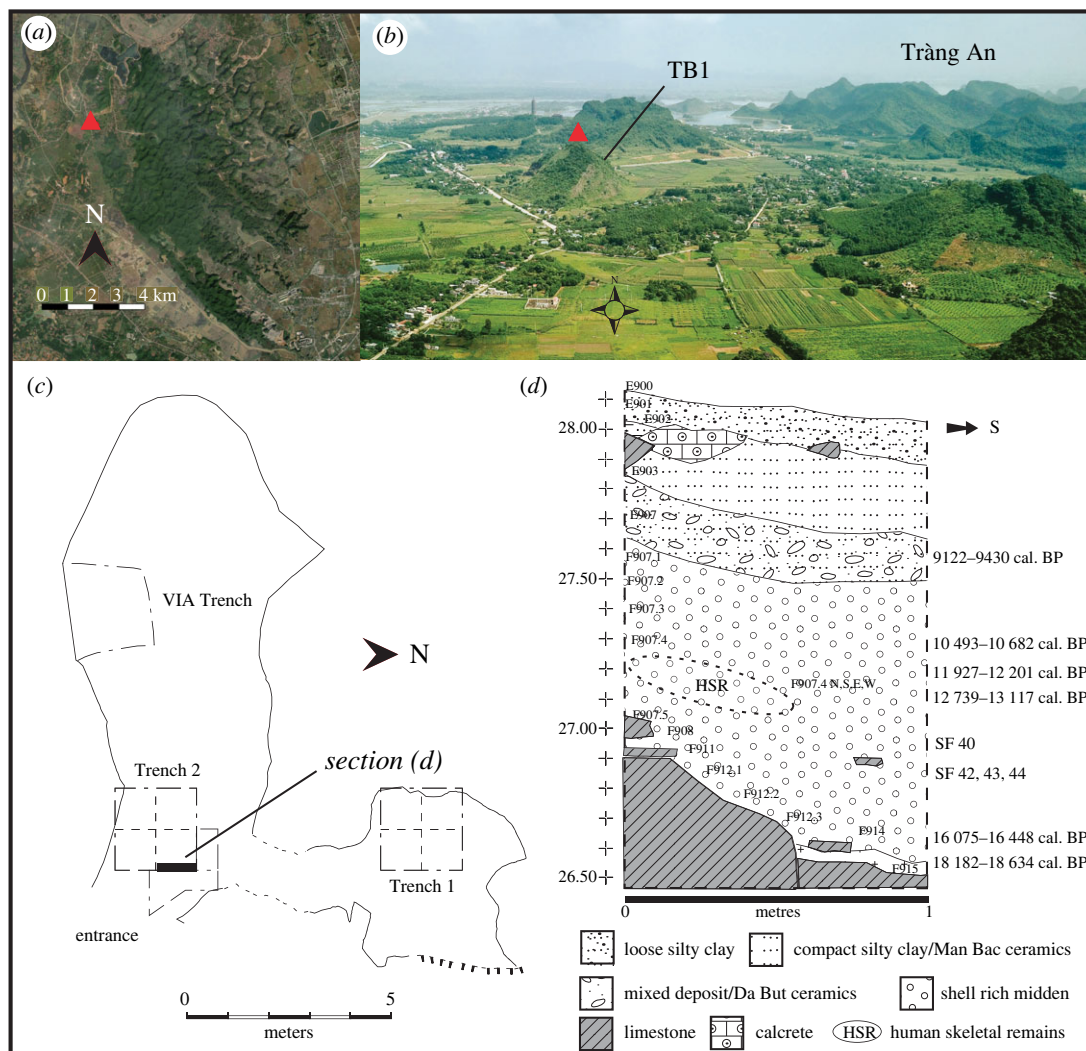 (a)
N
0 1 2 3 4 km
(b)
Tràng An
TB1
N
(c)
VIA Trench
N
Trench 2
section (d)
Trench 1
entrance
0 5
meters
(d)
E900
E901
E902
28.00
S
E903
E907
F907.1
9122–9430 cal. BP
27.50
F907.2
F907.3
F907.4
10 493–10 682 cal. BP
11 927–12 201 cal. BP
HSR
F907.4 N,S,E,W
12 739–13 117 cal. BP
F907.5
27.00
F908
SF 40
F911
F912.1
SF 42, 43, 44
F912.2
F912.3
F914
16 075–16 448 cal. BP
18 182–18 634 cal. BP
F915
26.50
0 metres 1
loose silty clay
compact silty clay/Man Bac ceramics
mixed deposit/Da But ceramics
shell rich midden
limestone
calcrete
HSR human skeletal remains